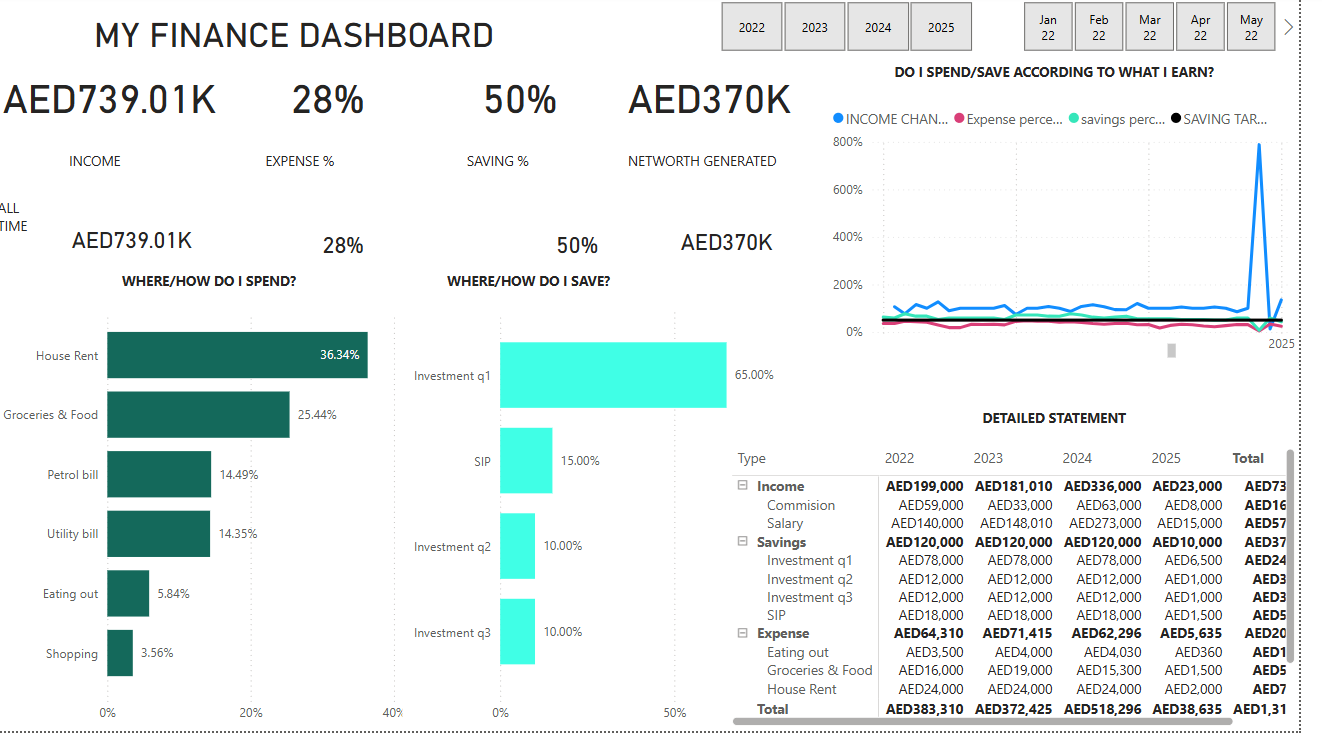 MY FINANCE DASHBOARD
2022 2023 2024 2025
Jan 22 Feb 22 Mar 22 Apr 22 May 22
AED739.01K 28% 50% AED370K
INCOME EXPENSE % SAVING % NETWORTH GENERATED
ALL
TIME
AED739.01K 28% 50% AED370K
DO I SPEND/SAVE ACCORDING TO WHAT I EARN?
INCOME CHAN... Expense perce... savings perc... SAVING TAR...
800%
600%
400%
200%
0%
2025
WHERE/HOW DO I SPEND?
House Rent 36.34%
Groceries & Food 25.44%
Petrol bill 14.49%
Utility bill 14.35%
Eating out 5.84%
Shopping 3.56%
0% 20% 40%
WHERE/HOW DO I SAVE?
Investment q1 65.00%
SIP 15.00%
Investment q2 10.00%
Investment q3 10.00%
0% 50%
DETAILED STATEMENT
Type 2022 2023 2024 2025 Total
Income AED199,000 AED181,010 AED336,000 AED23,000 AED73
Commision AED59,000 AED33,000 AED63,000 AED8,000 AED16
Salary AED140,000 AED148,010 AED273,000 AED15,000 AED57
Savings AED120,000 AED120,000 AED120,000 AED10,000 AED37
Investment q1 AED78,000 AED78,000 AED78,000 AED6,500 AED24
Investment q2 AED12,000 AED12,000 AED12,000 AED1,000 AED3
Investment q3 AED12,000 AED12,000 AED12,000 AED1,000 AED3
SIP AED18,000 AED18,000 AED18,000 AED1,500 AED5
Expense AED64,310 AED71,415 AED62,296 AED5,635 AED20
Eating out AED3,500 AED4,000 AED4,030 AED360 AED1
Groceries & Food AED16,000 AED19,000 AED15,300 AED1,500 AED5
House Rent AED24,000 AED24,000 AED24,000 AED2,000 AED7
Total AED383,310 AED372,425 AED518,296 AED38,635 AED1,31